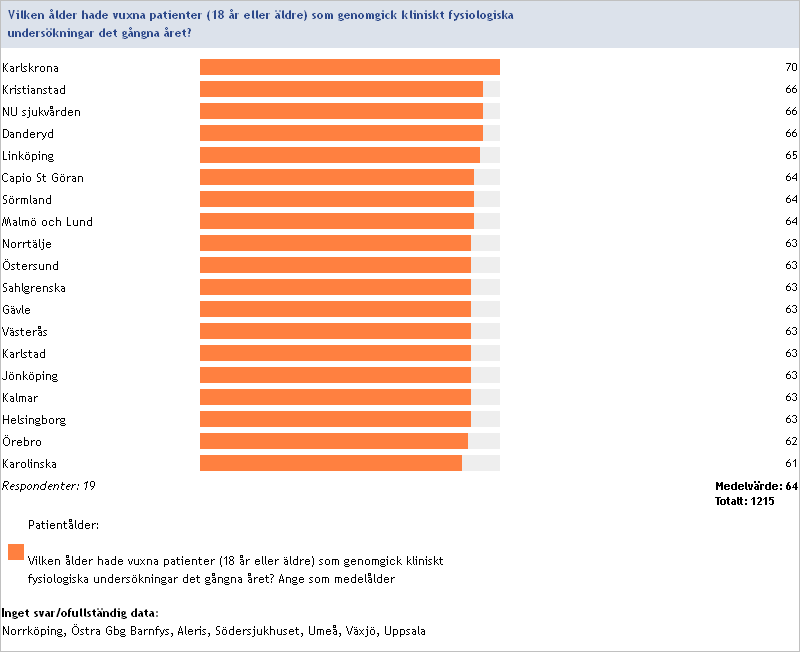 Vilken ålder hade vuxna patienter (18 år eller äldre) som genomgick kliniskt fysiologiska
undersökningar det gångna året?
Karlskrona 70
Kristianstad 66
NU sjukvården 66
Danderyd 66
Linköping 65
Capio St Göran 64
Sörmland 64
Malmö och Lund 64
Norrtälje 63
Östersund 63
Sahlgrenska 63
Gävle 63
Västerås 63
Karlstad 63
Jönköping 63
Kalmar 63
Helsingborg 63
Örebro 62
Karolinska 61
Respondenter: 19 Medelvärde: 64
Totalt: 1215
Patientålder:
Vilken ålder hade vuxna patienter (18 år eller äldre) som genomgick kliniskt
fysiologiska undersökningar det gångna året? Ange som medelålder
Inget svar/ofullständig data:
Norrköping, Östra Gbg Barnfys, Aleris, Södersjukhuset, Umeå, Växjö, Uppsala